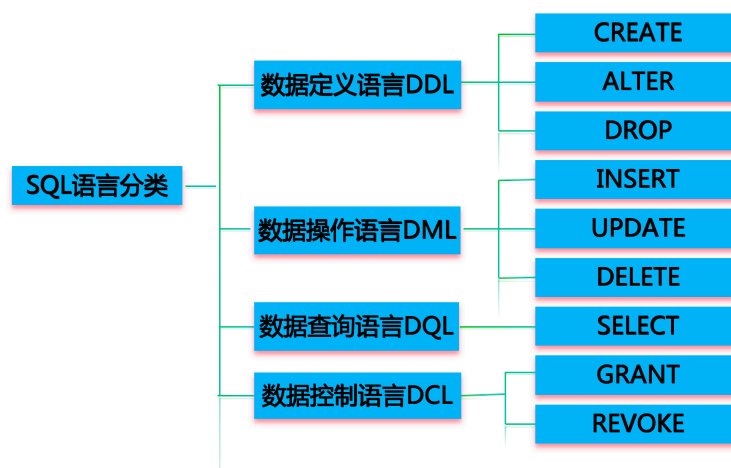 CREATE
数据定义语言DDL
ALTER
DROP
SQL语言分类
INSERT
数据操作语言DML
UPDATE
DELETE
数据查询语言DQL
SELECT
数据控制语言DCL
GRANT
REVOKE